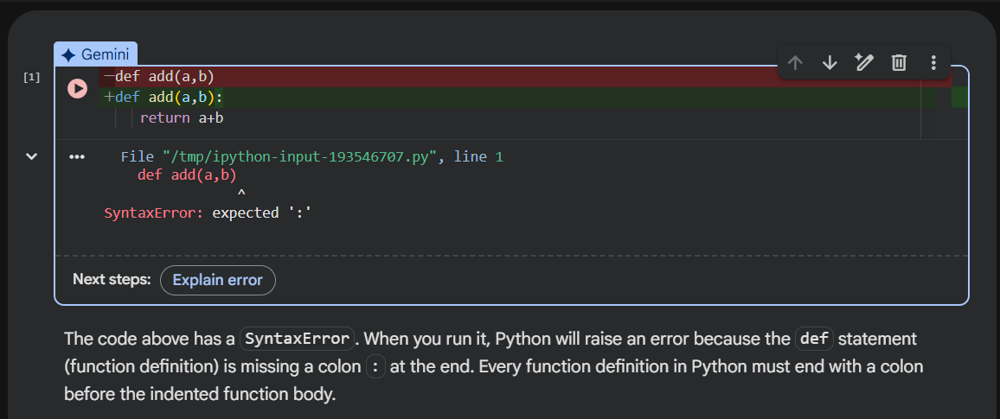 Gemini
[1]
−def add(a,b)
+def add(a,b):
return a+b
File "/tmp/ipython-input-193546707.py", line 1
def add(a,b)
^
SyntaxError: expected ':'
Next steps: Explain error
The code above has a SyntaxError. When you run it, Python will raise an error because the def statement
(function definition) is missing a colon : at the end. Every function definition in Python must end with a colon
before the indented function body.